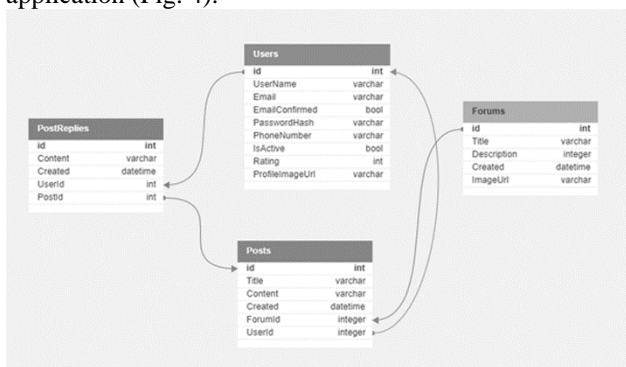 application (Fig. 4).
Users
id int
UserName varchar
Email varchar
EmailConfirmed bool
PasswordHash varchar
PhoneNumber varchar
IsActive bool
Rating int
ProfileImageUrl varchar
Forums
id int
Title varchar
Description integer
Created datetime
ImageUrl varchar
PostReplies
id int
Content varchar
Created datetime
UserId int
PostId int
Posts
id int
Title varchar
Content varchar
Created datetime
ForumId integer
UserId integer